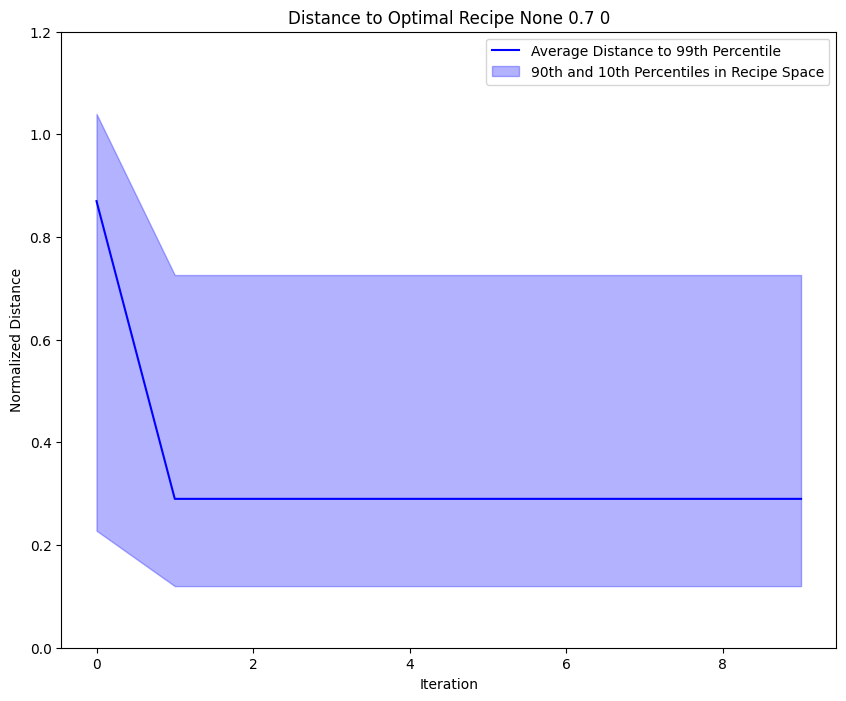 Distance to Optimal Recipe None 0.7 0
Average Distance to 99th Percentile
90th and 10th Percentiles in Recipe Space
Normalized Distance
1.2
1.0
0.8
0.6
0.4
0.2
0.0
0 2 4 6 8
Iteration